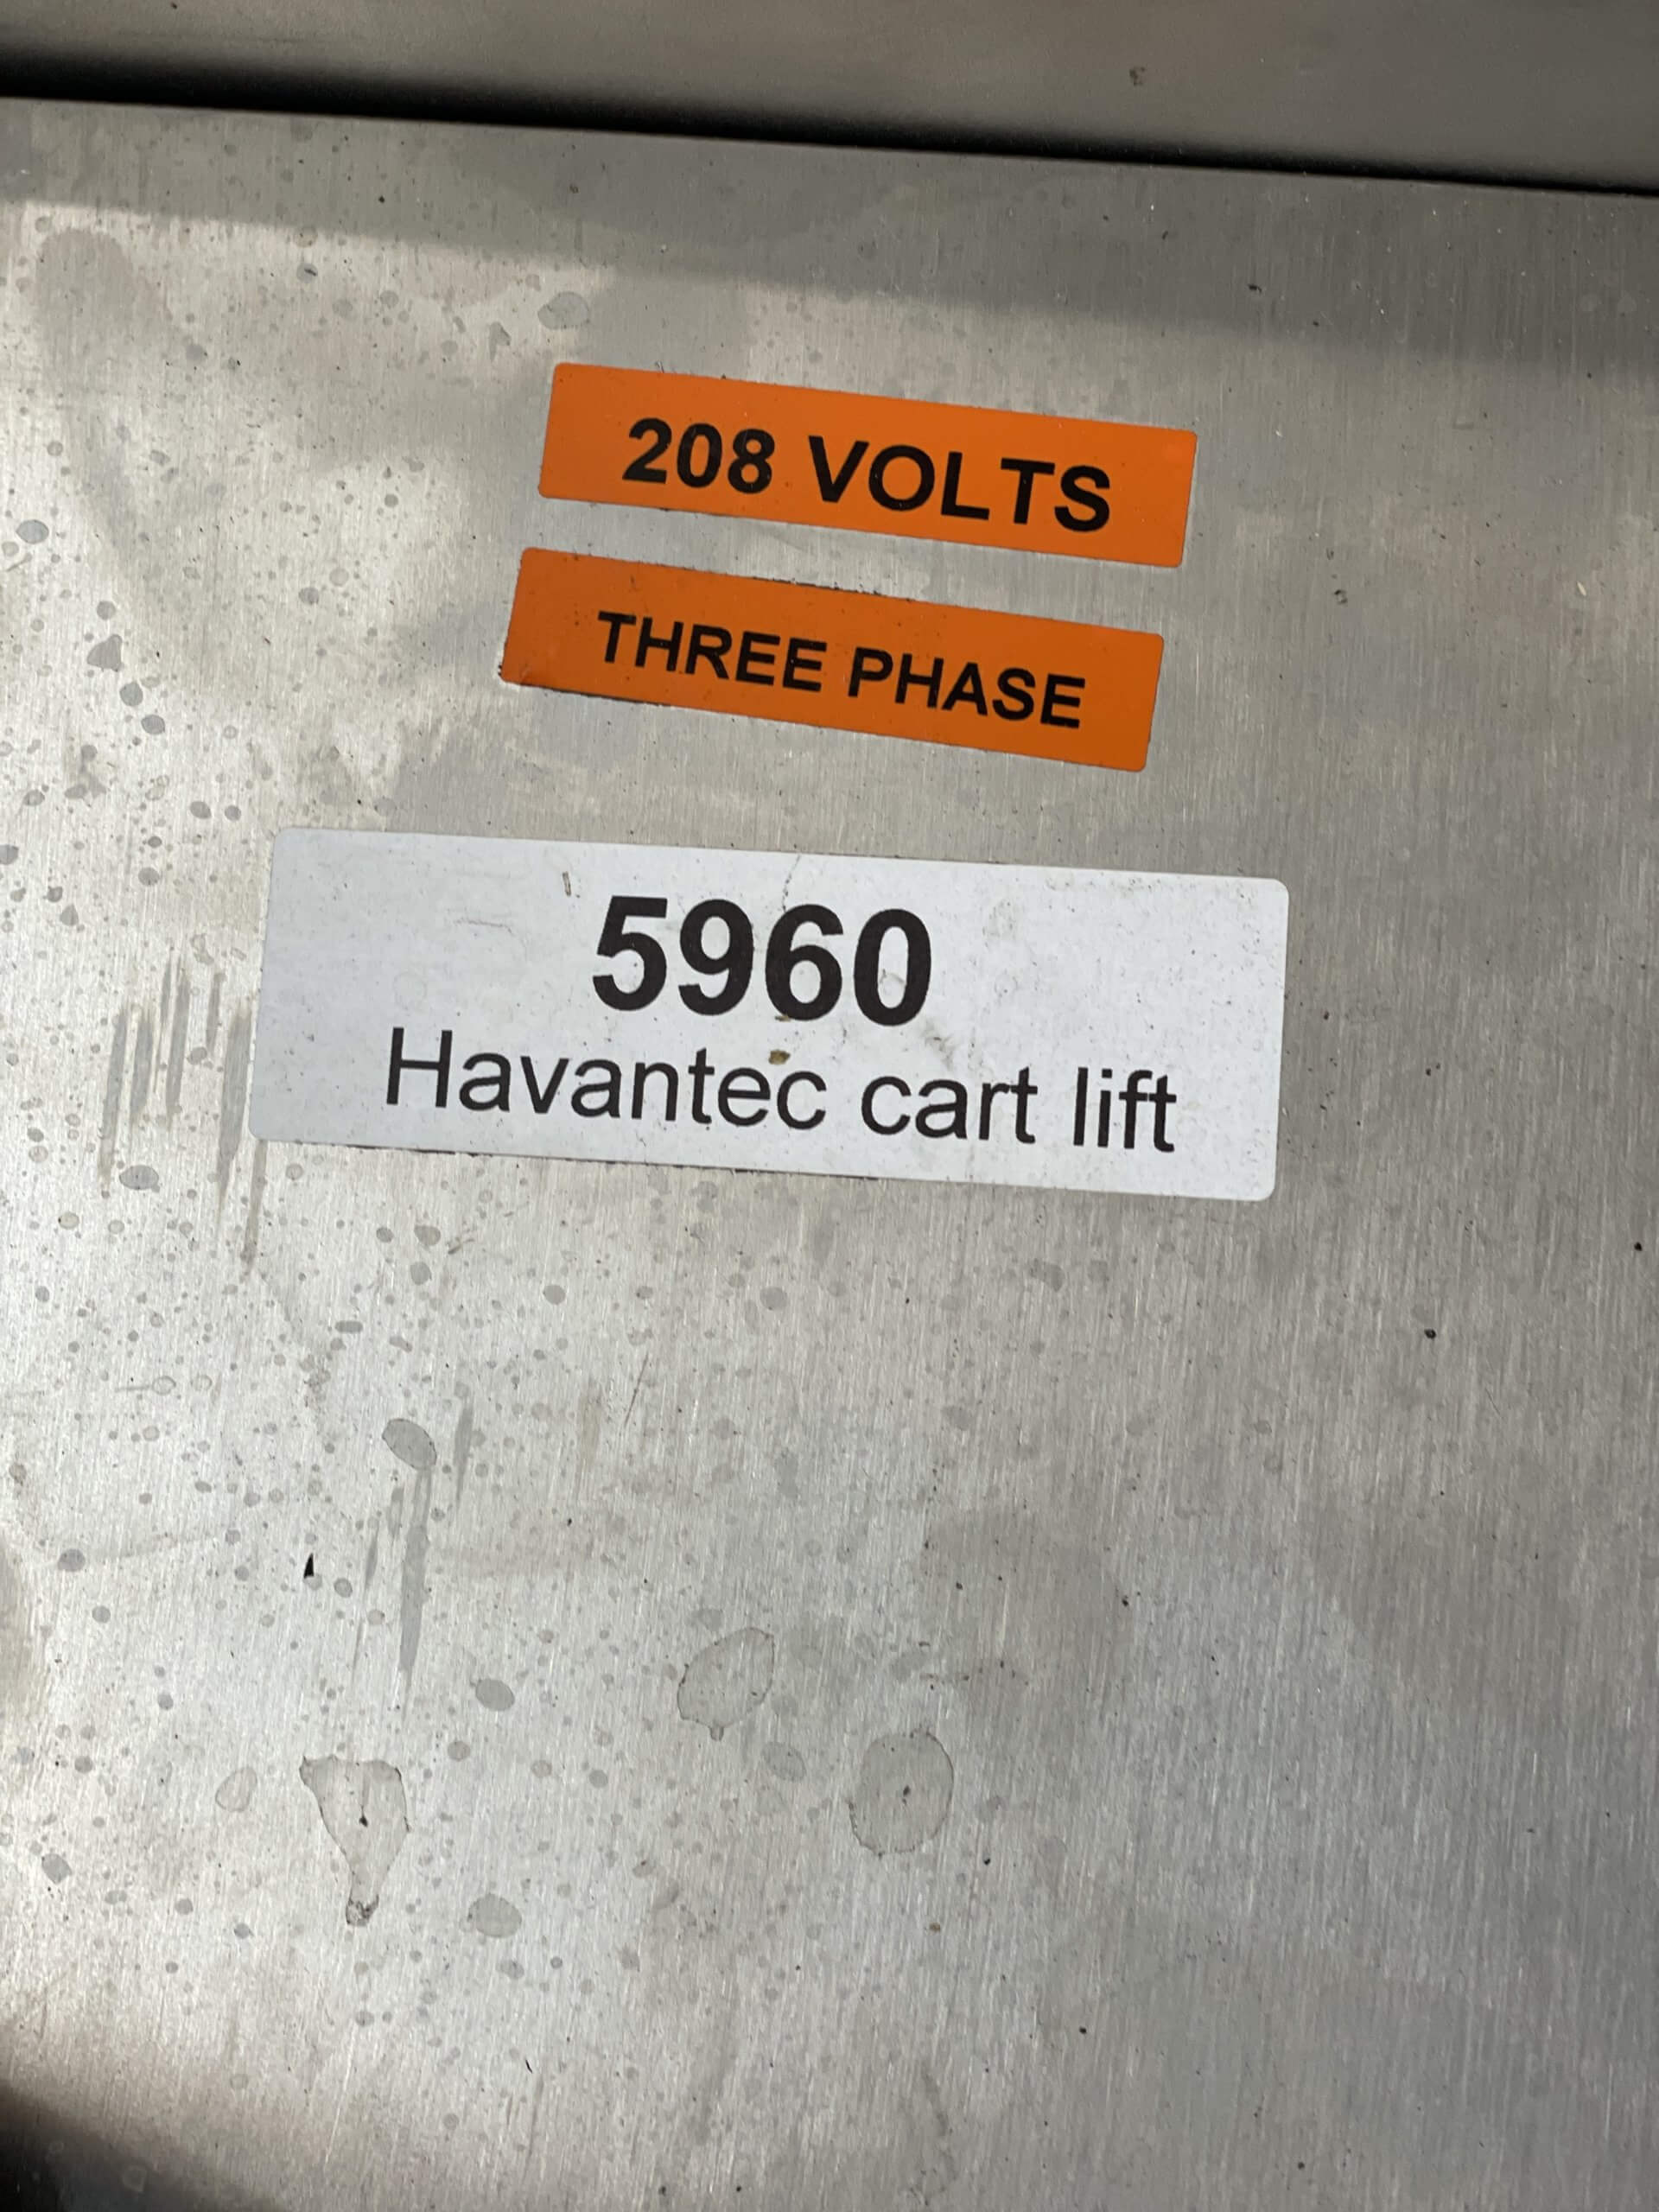 208 VOLTS
THREE PHASE
5960
Havantec cart lift